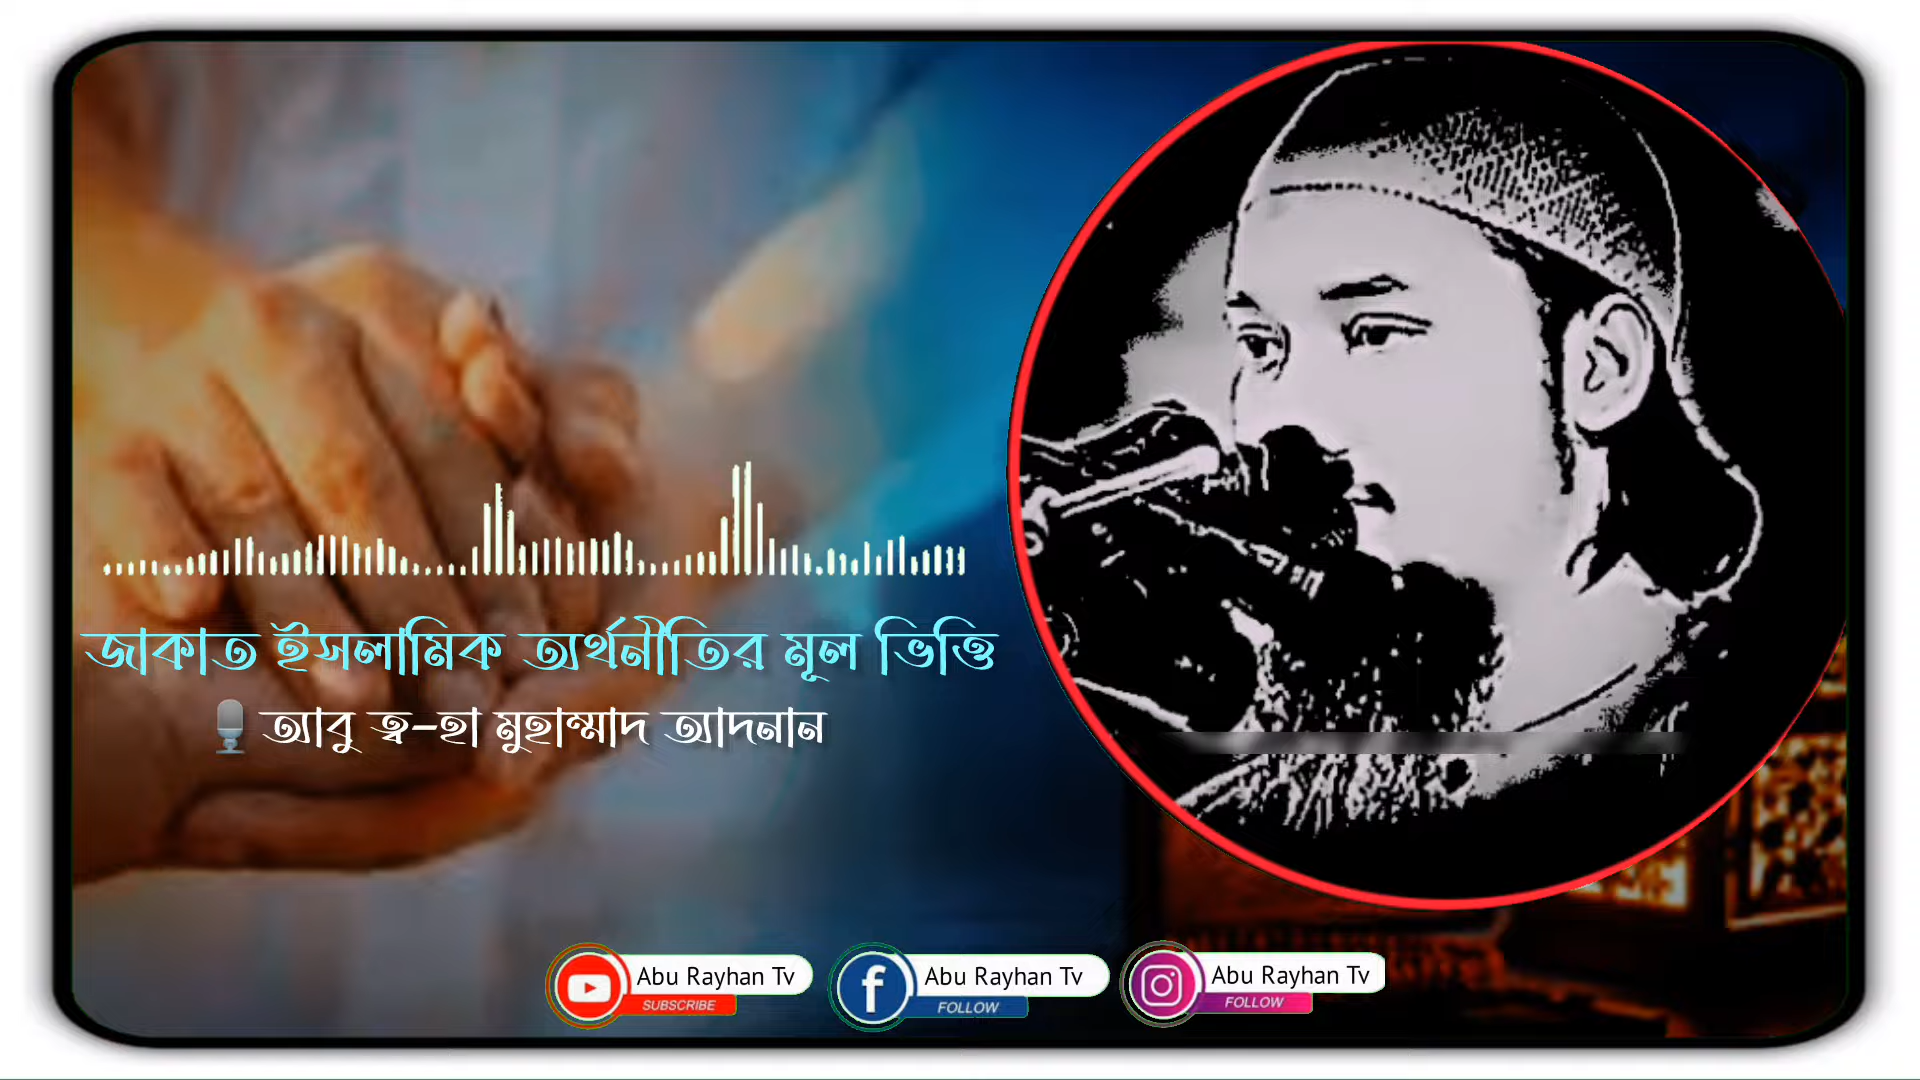 জাকাত ইসলামিক অর্থনীতির মূল ভিত্তি
আবু ত্ব-হা মুহাম্মাদ আদনান
Abu Rayhan Tv
SUBSCRIBE
Abu Rayhan Tv
FOLLOW
Abu Rayhan Tv
FOLLOW